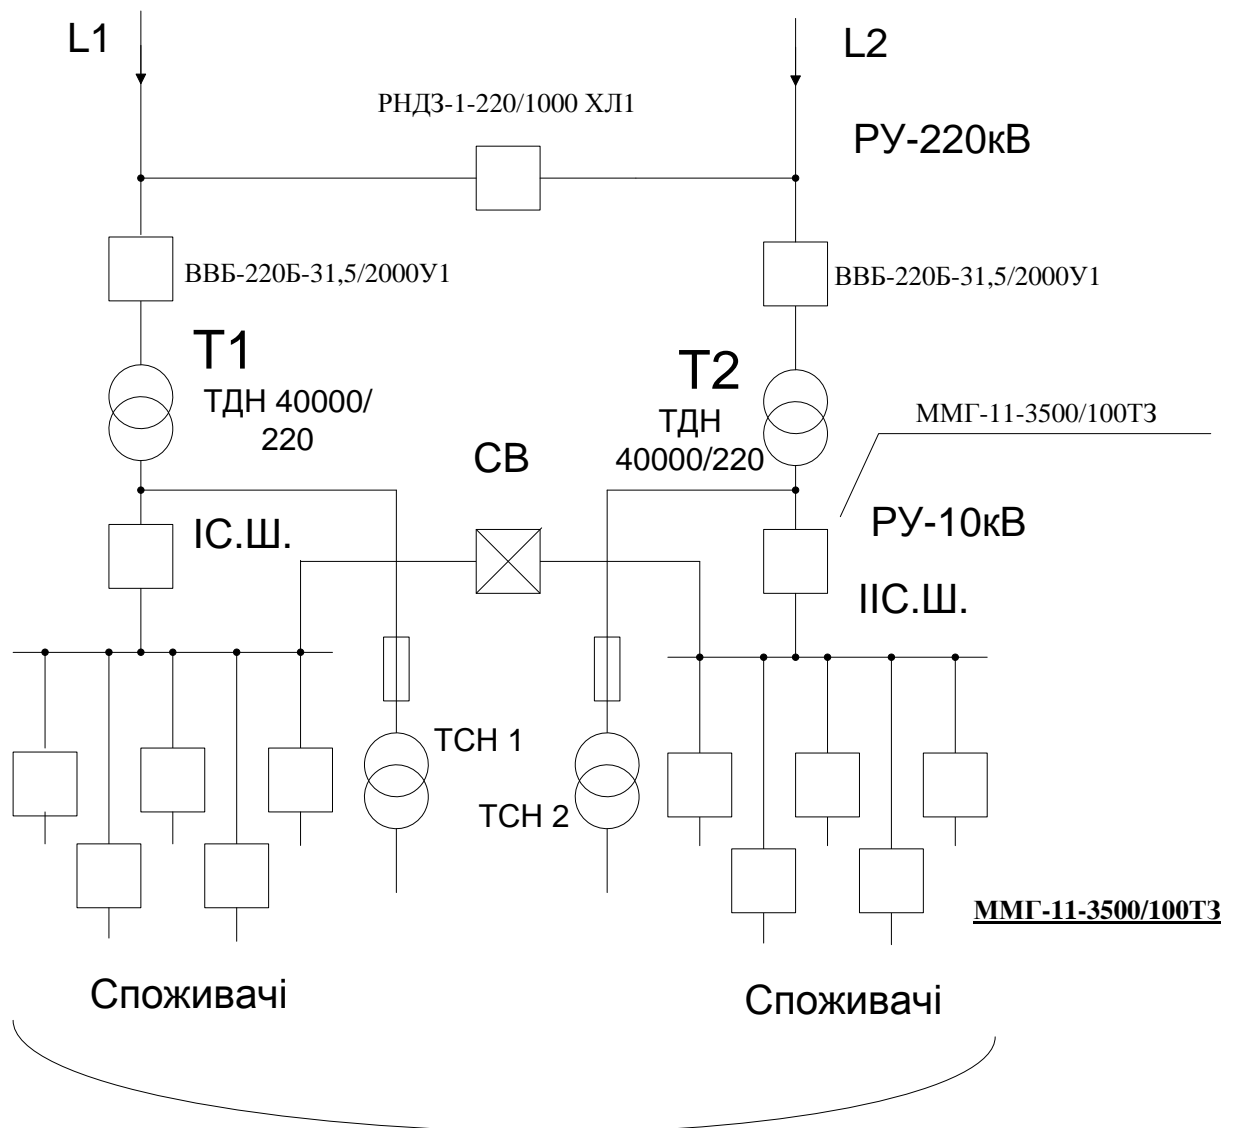 L1
L2
РНДЗ-1-220/1000 ХЛ1
РУ-220кВ
ВВБ-220Б-31,5/2000У1
ВВБ-220Б-31,5/2000У1
Т1
ТДН 40000/
220
Т2
ТДН
40000/220
ММГ-11-3500/100ТЗ
СВ
ІС.Ш.
РУ-10кВ
ІІС.Ш.
ТСН 1
ТСН 2
ММГ-11-3500/100ТЗ
Споживачі
Споживачі